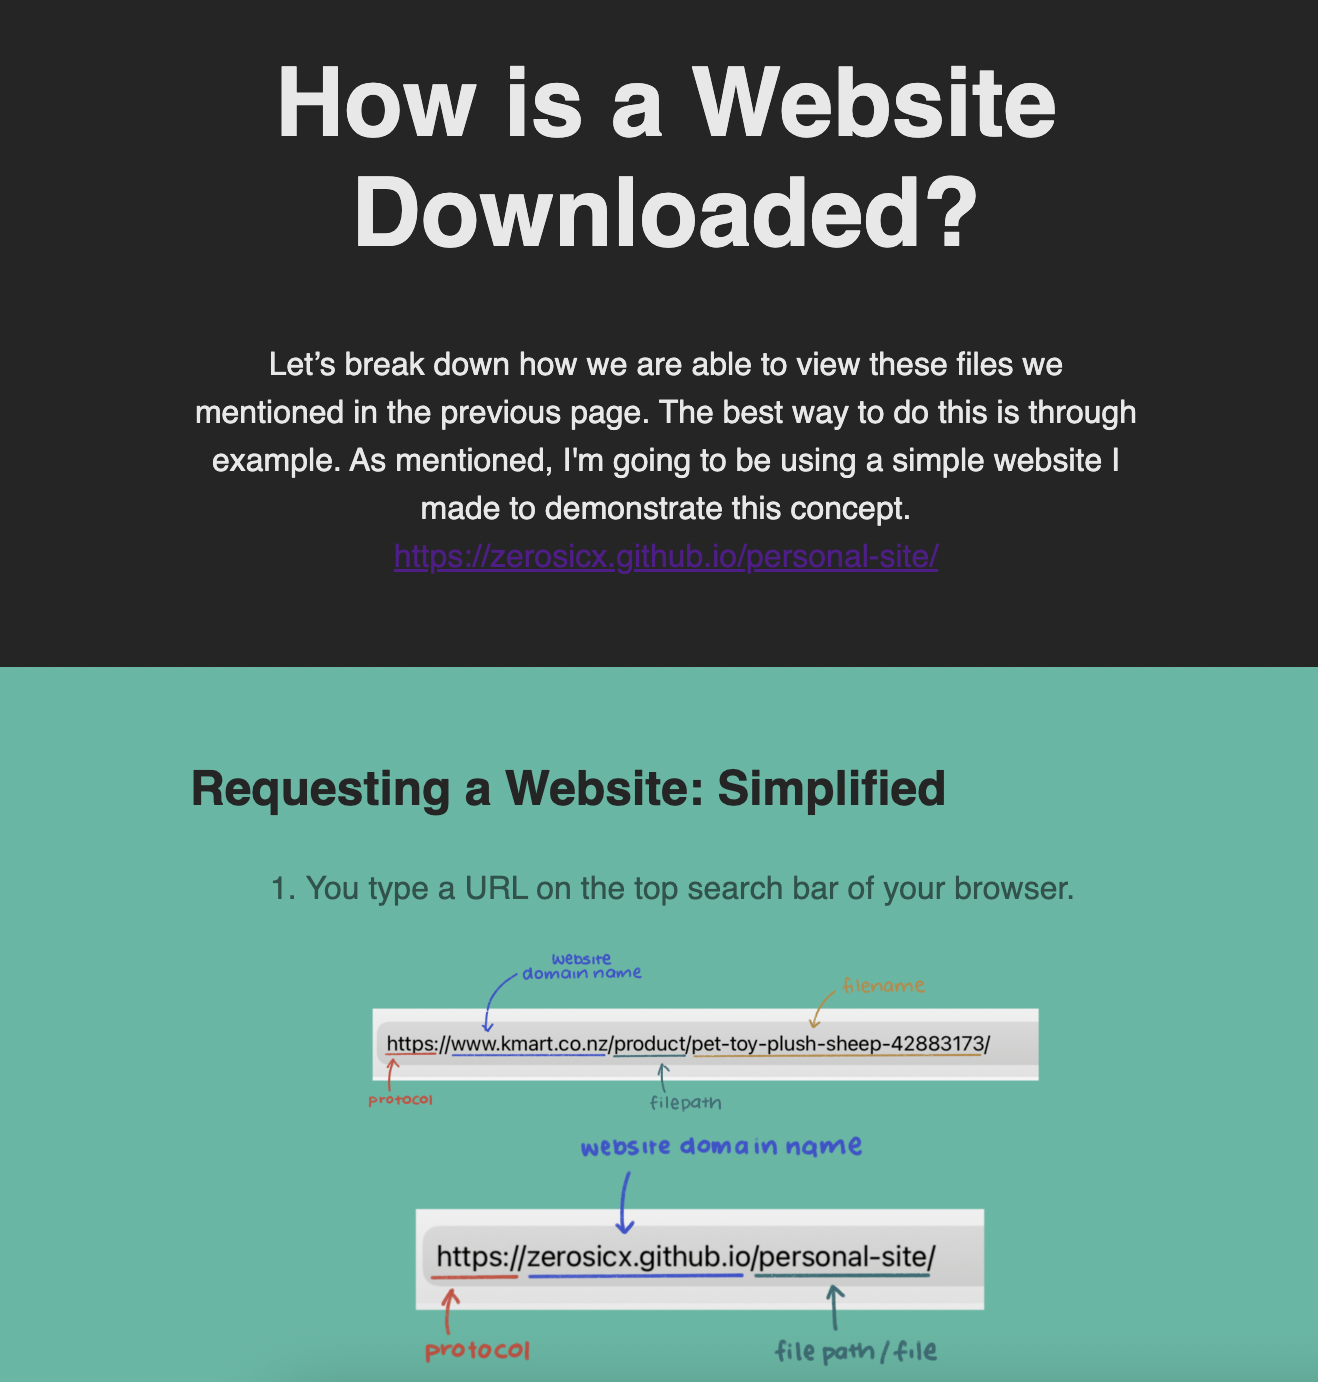 How is a Website
Downloaded?
Let’s break down how we are able to view these files we
mentioned in the previous page. The best way to do this is through
example. As mentioned, I'm going to be using a simple website I
made to demonstrate this concept.
https://zerosicx.github.io/personal-site/
Requesting a Website: Simplified
1. You type a URL on the top search bar of your browser.
website
domain name
filename
https://www.kmart.co.nz/product/pet-toy-plush-sheep-42883173/
protocol
filepath
website domain name
https://zerosicx.github.io/personal-site/
protocol
file path/file